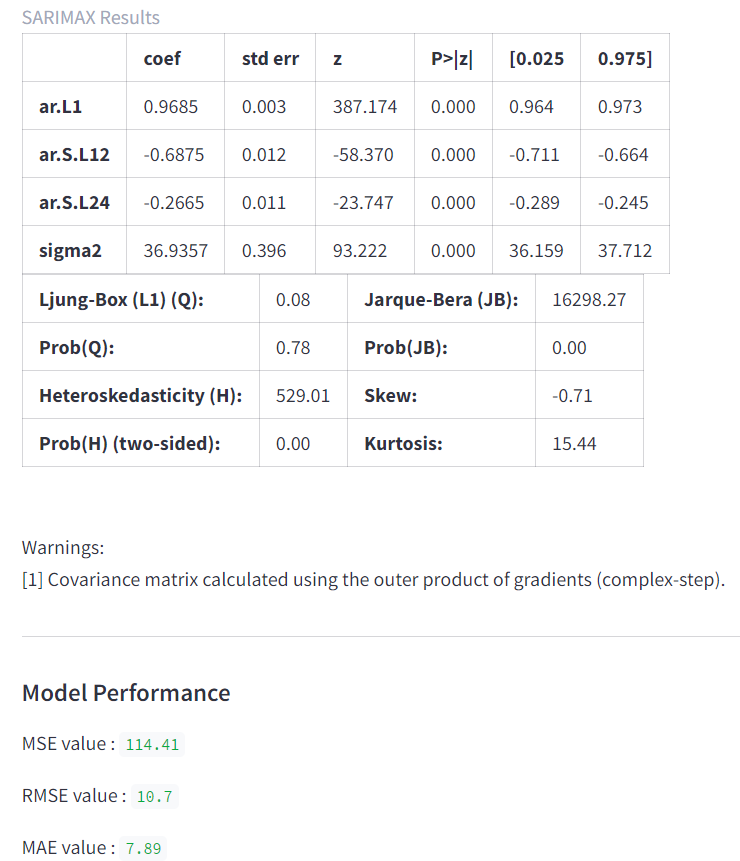 SARIMAX Results
coef std err z P>|z| [0.025 0.975]
ar.L1 0.9685 0.003 387.174 0.000 0.964 0.973
ar.S.L12 -0.6875 0.012 -58.370 0.000 -0.711 -0.664
ar.S.L24 -0.2665 0.011 -23.747 0.000 -0.289 -0.245
sigma2 36.9357 0.396 93.222 0.000 36.159 37.712
Ljung-Box (L1) (Q): 0.08 Jarque-Bera (JB): 16298.27
Prob(Q): 0.78 Prob(JB): 0.00
Heteroskedasticity (H): 529.01 Skew: -0.71
Prob(H) (two-sided): 0.00 Kurtosis: 15.44
Warnings:
[1] Covariance matrix calculated using the outer product of gradients (complex-step).
Model Performance
MSE value : 114.41
RMSE value : 10.7
MAE value : 7.89